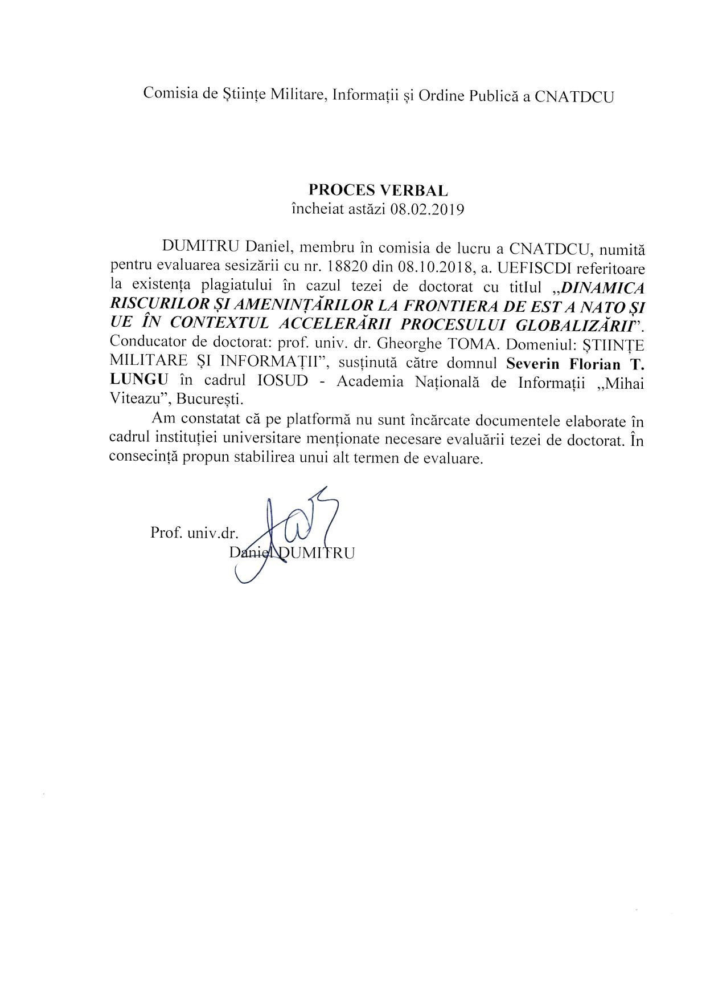 Comisia de Științe Militare, Informații și Ordine Publică a CNATDCU
PROCES VERBAL
încheiat astăzi 08.02.2019
DUMITRU Daniel, membru în comisia de lucru a CNATDCU, numită
pentru evaluarea sesizării cu nr. 18820 din 08.10.2018, a. UEFISCDI referitoare
la existența plagiatului în cazul tezei de doctorat cu titlul ,,DINAMICA
RISCURILOR ȘI AMENINȚĂRILOR LA FRONTIERA DE EST A NATO ȘI
UE ÎN CONTEXTUL ACCELERĂRII PROCESULUI GLOBALIZĂRII”.
Conducator de doctorat: prof. univ. dr. Gheorghe TOMA. Domeniul: ȘTIINȚE
MILITARE ȘI INFORMAȚII”, susținută către domnul Severin Florian T.
LUNGU în cadrul IOSUD - Academia Națională de Informații ,,Mihai
Viteazu”, București.
Am constatat că pe platformă nu sunt încărcate documentele elaborate în
cadrul instituției universitare menționate necesare evaluării tezei de doctorat. În
consecință propun stabilirea unui alt termen de evaluare.
Prof. univ.dr.
Daniel DUMITRU